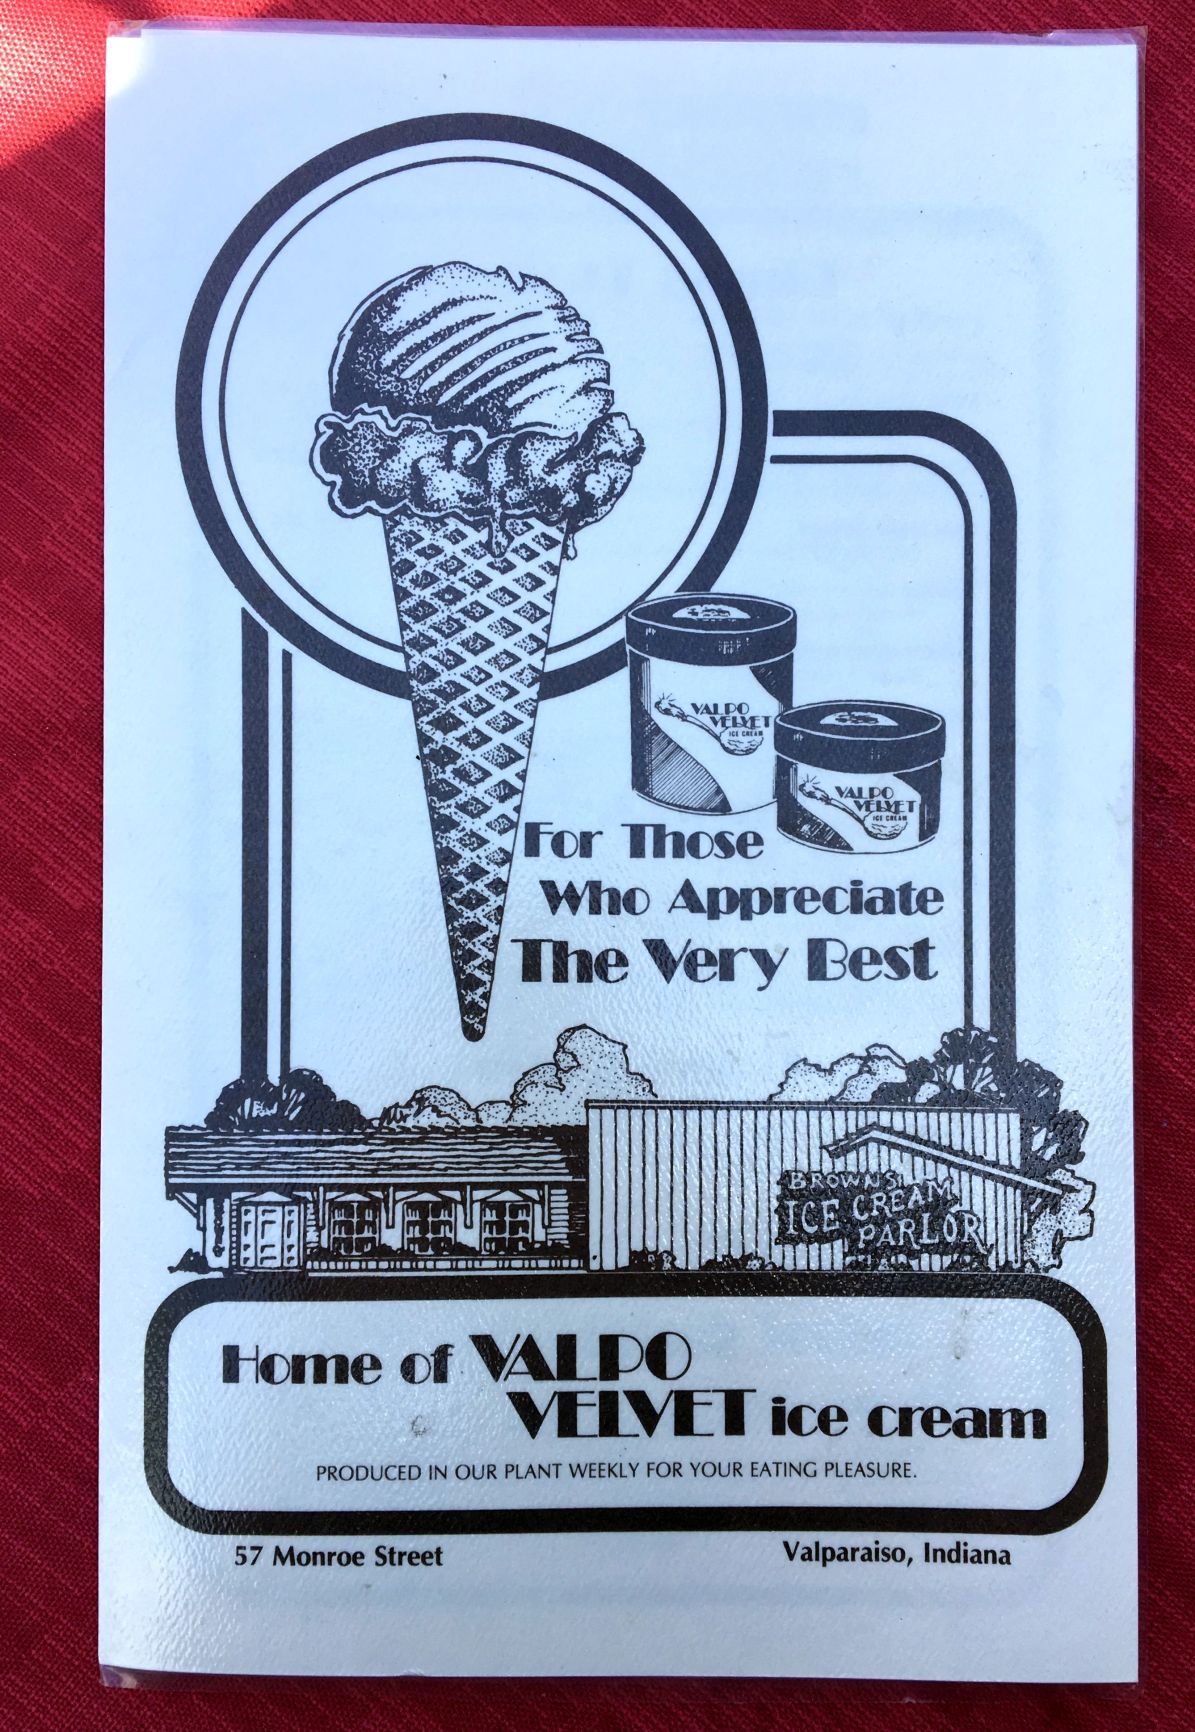 VALPO
VELVET
ICE CREAM
VALPO
VELVET
ICE CREAM
For Those
Who Appreciate
The Very Best
BROWNS
ICE CREAM
PARLOR
Home of VALPO
VELVET ice cream
PRODUCED IN OUR PLANT WEEKLY FOR YOUR EATING PLEASURE.
57 Monroe Street
Valparaiso, Indiana